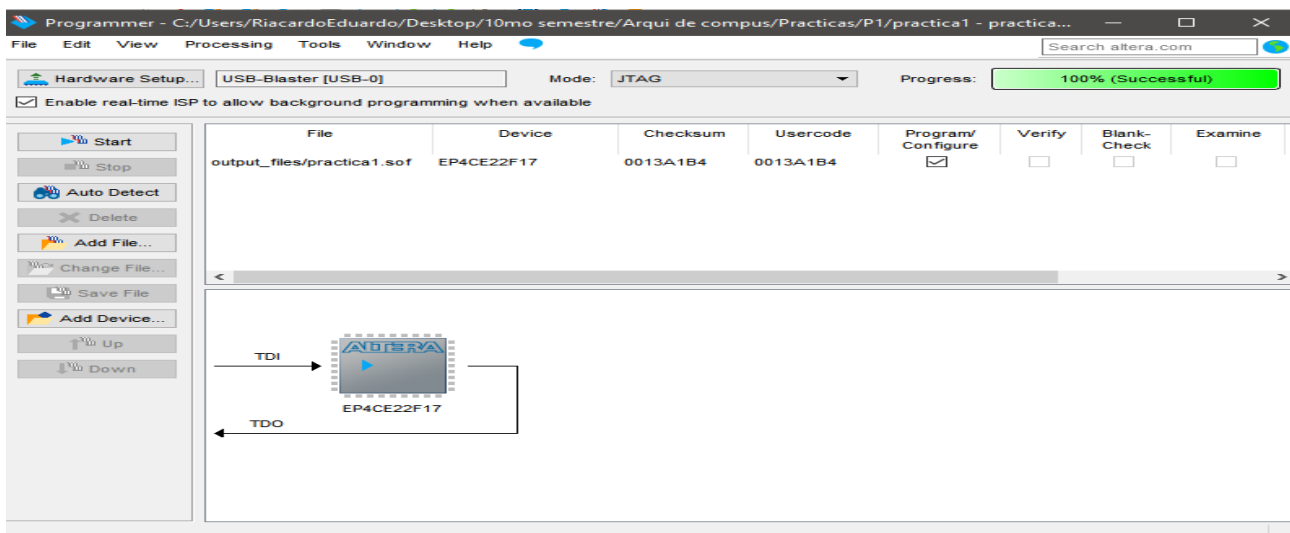 Programmer - C:/Users/RiacardoEduardo/Desktop/10mo semestre/Arqui de compus/Practicas/P1/practica1 - practica...
File Edit View Processing Tools Window Help
Search altera.com
Hardware Setup... USB-Blaster [USB-0] Mode: JTAG Progress: 100% (Successful)
Enable real-time ISP to allow background programming when available
Start
Stop
Auto Detect
Delete
Add File...
Change File...
Save File
Add Device...
Up
Down
File Device Checksum Usercode Program/ Verify Blank- Examine
Configure Check
output_files/practica1.sof EP4CE22F17 0013A1B4 0013A1B4
TDI
ALTERA
EP4CE22F17
TDO